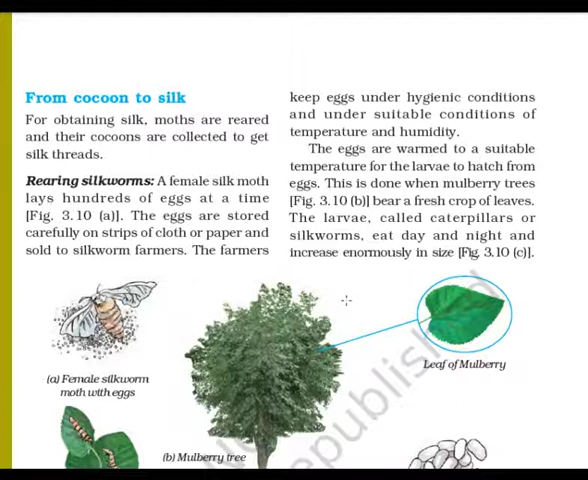 From cocoon to silk
For obtaining silk, moths are reared
and their cocoons are collected to get
silk threads.
Rearing silkworms: A female silk moth
lays hundreds of eggs at a time
[Fig. 3.10 (a)]. The eggs are stored
carefully on strips of cloth or paper and
sold to silkworm farmers. The farmers
keep eggs under hygienic conditions
and under suitable conditions of
temperature and humidity.
The eggs are warmed to a suitable
temperature for the larvae to hatch from
eggs. This is done when mulberry trees
[Fig. 3.10 (b)] bear a fresh crop of leaves.
The larvae, called caterpillars or
silkworms, eat day and night and
increase enormously in size [Fig. 3.10 (c)].
(a) Female silkworm
moth with eggs
(b) Mulberry tree
Leaf of Mulberry
republished